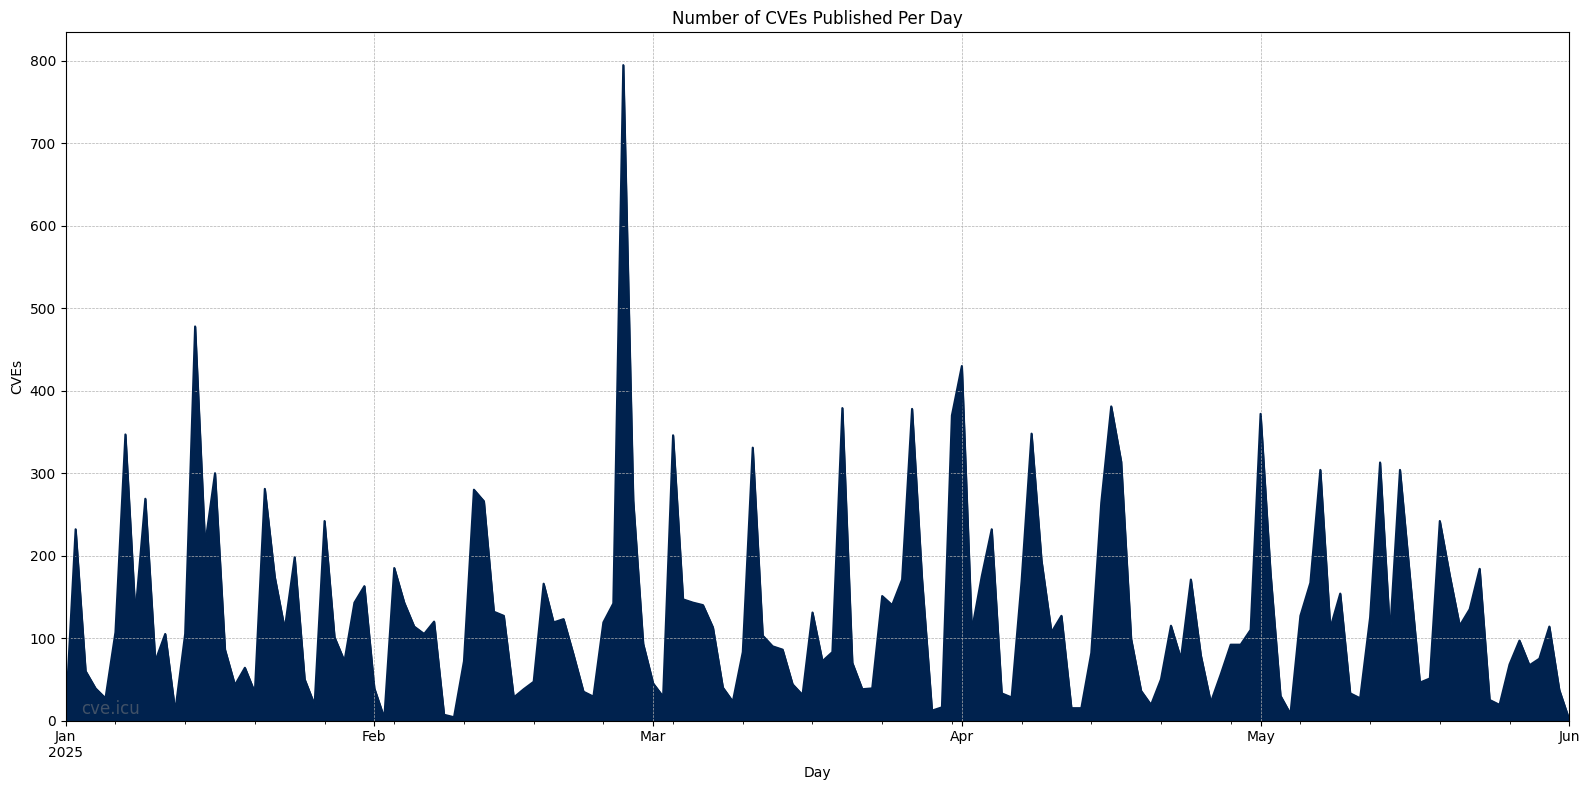 Number of CVEs Published Per Day
800
700
600
500
400
300
200
100
0
CVEs
cve.icu
Jan
2025
Feb
Mar
Apr
May
Jun
Day